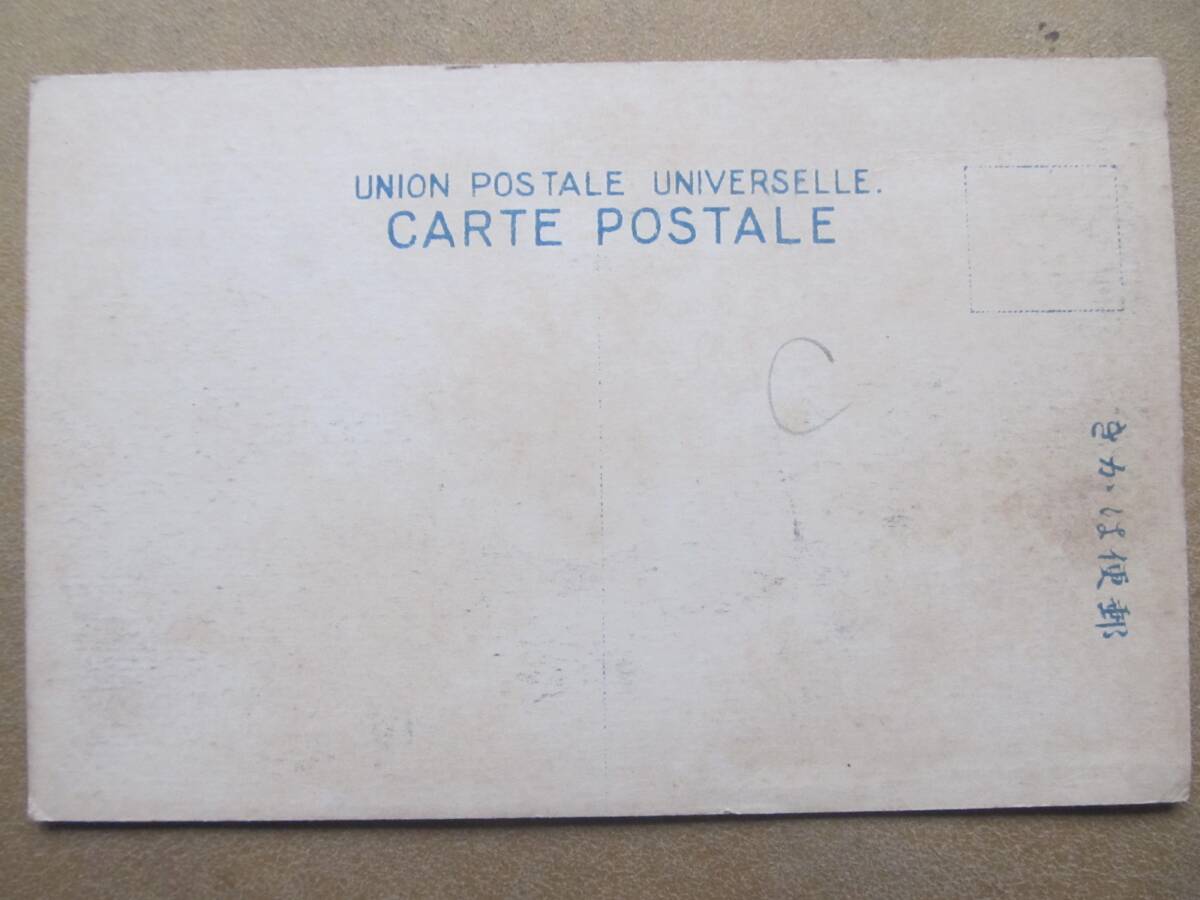 UNION POSTALE UNIVERSELLE.
CARTE POSTALE
C
郵便はかき